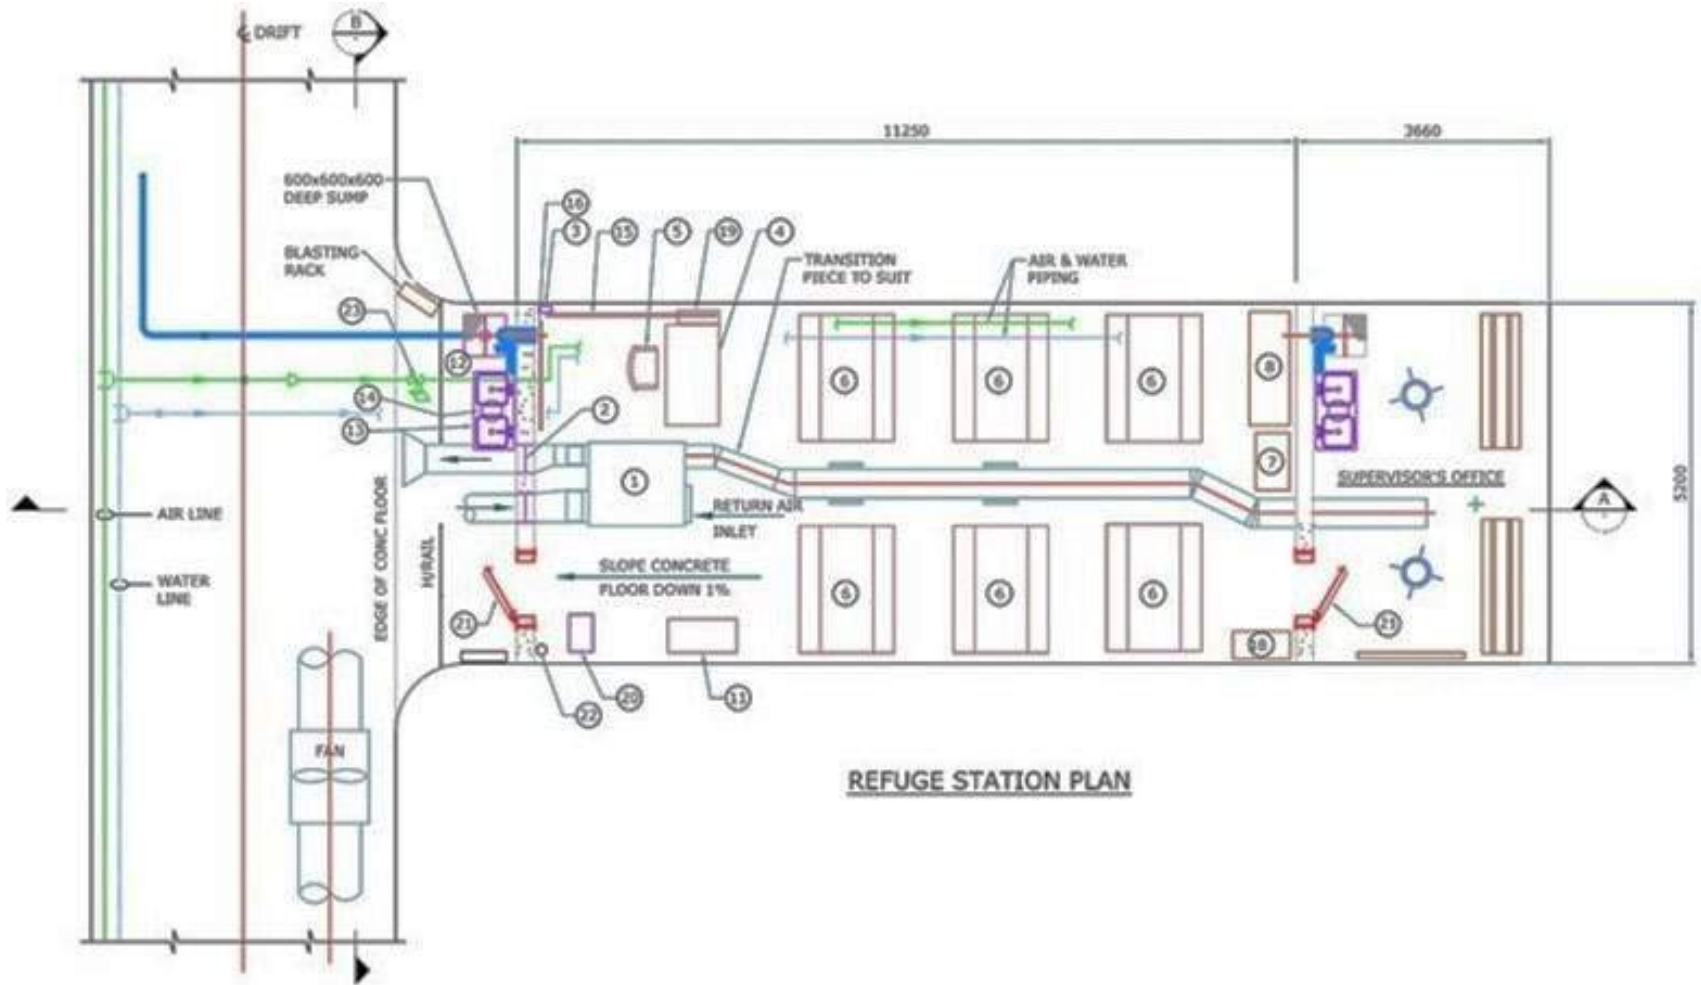 DRIFT
B
11250
3660
600x600x600
DEEP SUMP
16
3
15
5
19
4
BLASTING
RACK
TRANSITION
PIECE TO SUIT
AIR & WATER
PIPING
23
12
6
6
6
8
14
2
13
7
1
SUPERVISOR'S OFFICE
5200
A
AIR LINE
RETURN AIR
INLET
EDGE OF CONC FLOOR
H/RAIL
WATER
LINE
SLOPE CONCRETE
FLOOR DOWN 1%
6
6
6
21
21
18
20
11
22
FAN
REFUGE STATION PLAN